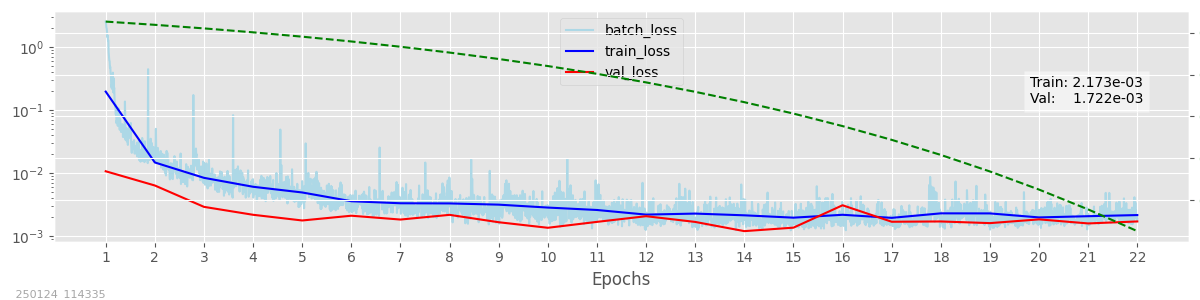 10⁰
10⁻¹
10⁻²
10⁻³
batch_loss
train_loss
val_loss
Train: 2.173e-03
Val: 1.722e-03
1 2 3 4 5 6 7 8 9 10 11 12 13 14 15 16 17 18 19 20 21 22
Epochs
250124_114335